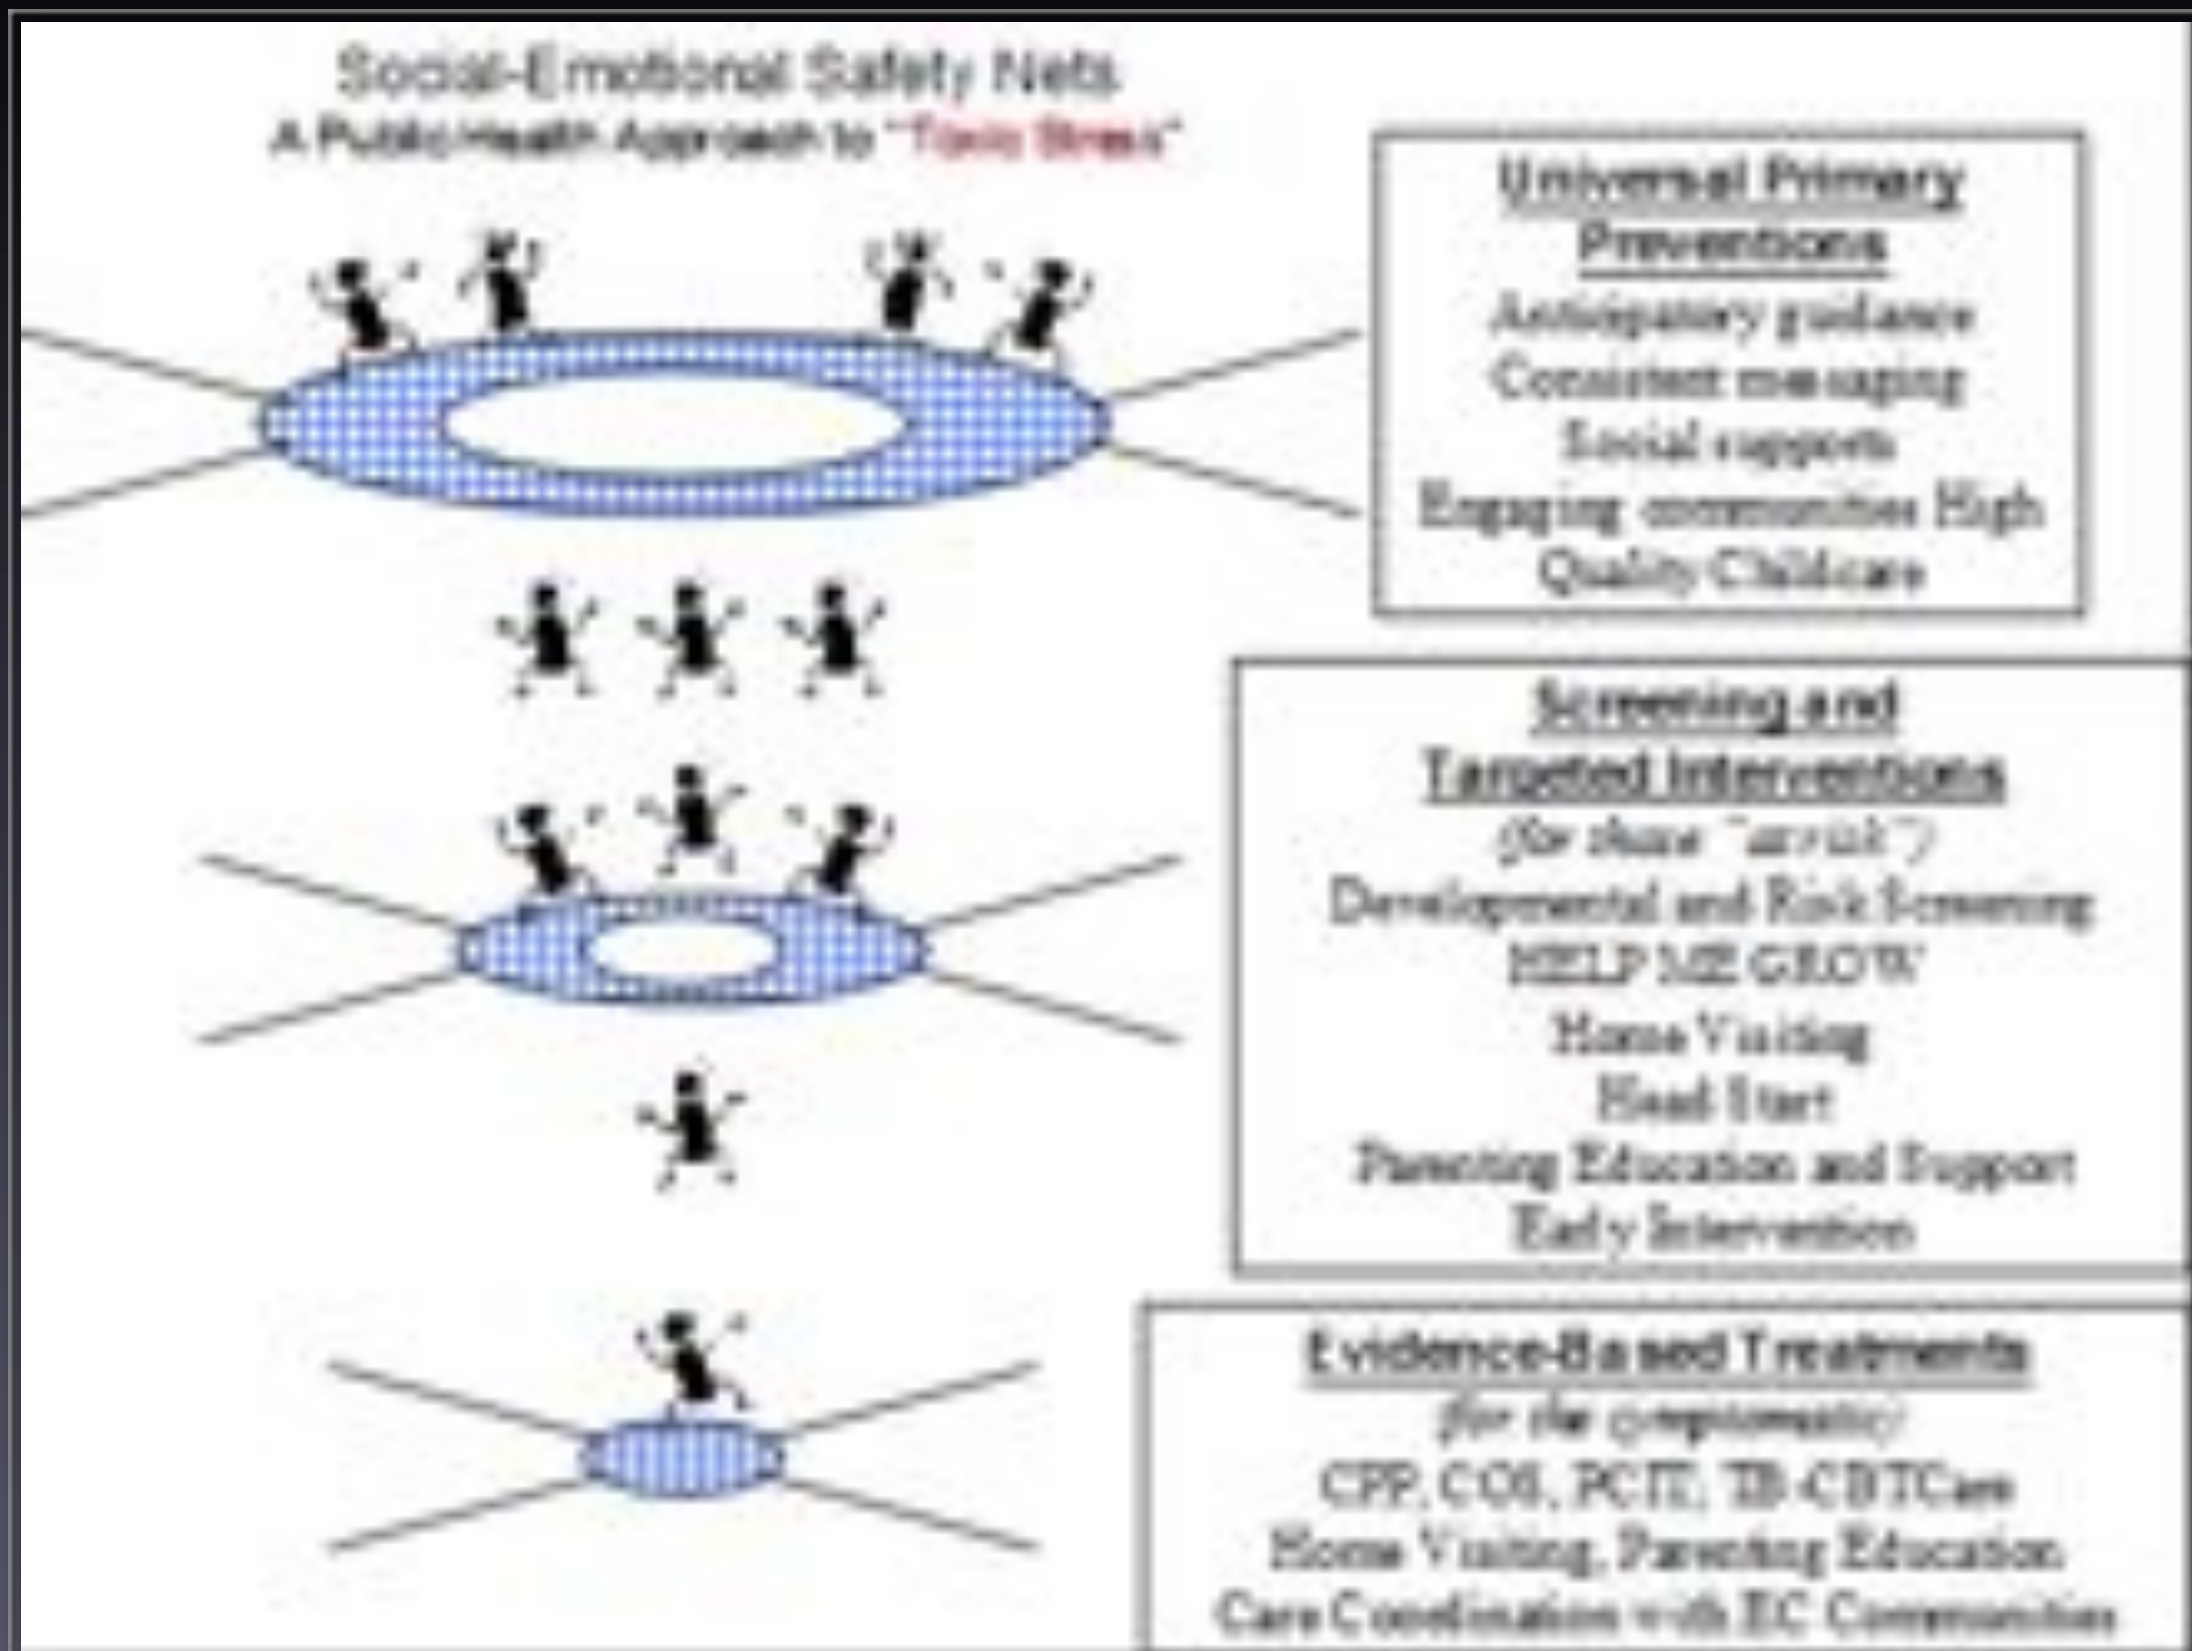 Social-Emotional Safety Nets
A Public Health Approach to "Toxic Stress"
Universal Primary
Preventions
Anticipatory guidance
Consistent messaging
Social supports
Engaging communities High
Quality Childcare
Screening and
Targeted Interventions
(for those "at risk")
Developmental and Risk Screening
HELP ME GROW
Home Visiting
Head Start
Parenting Education and Support
Early Intervention
Evidence-Based Treatments
(for the symptomatic)
CPP, COS, PCIT,
Home Visiting, Parenting Education
Care Coordination with EC Communities